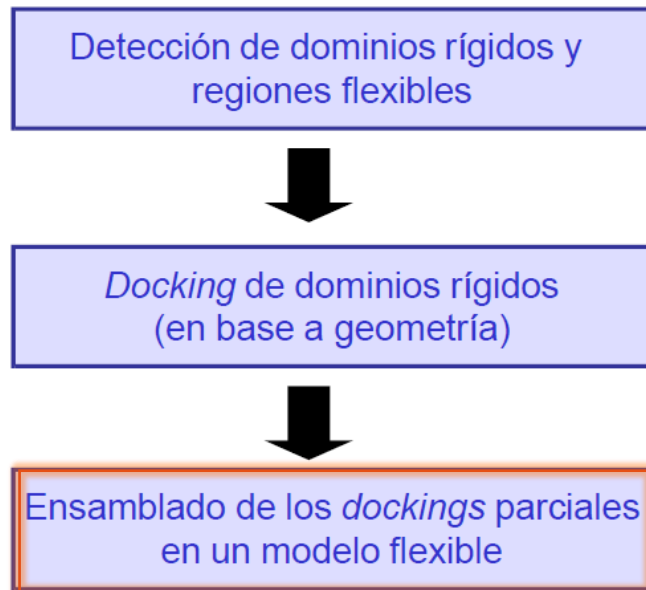 Detección de dominios rígidos y
regiones flexibles
Docking de dominios rígidos
(en base a geometría)
Ensamblado de los dockings parciales
en un modelo flexible